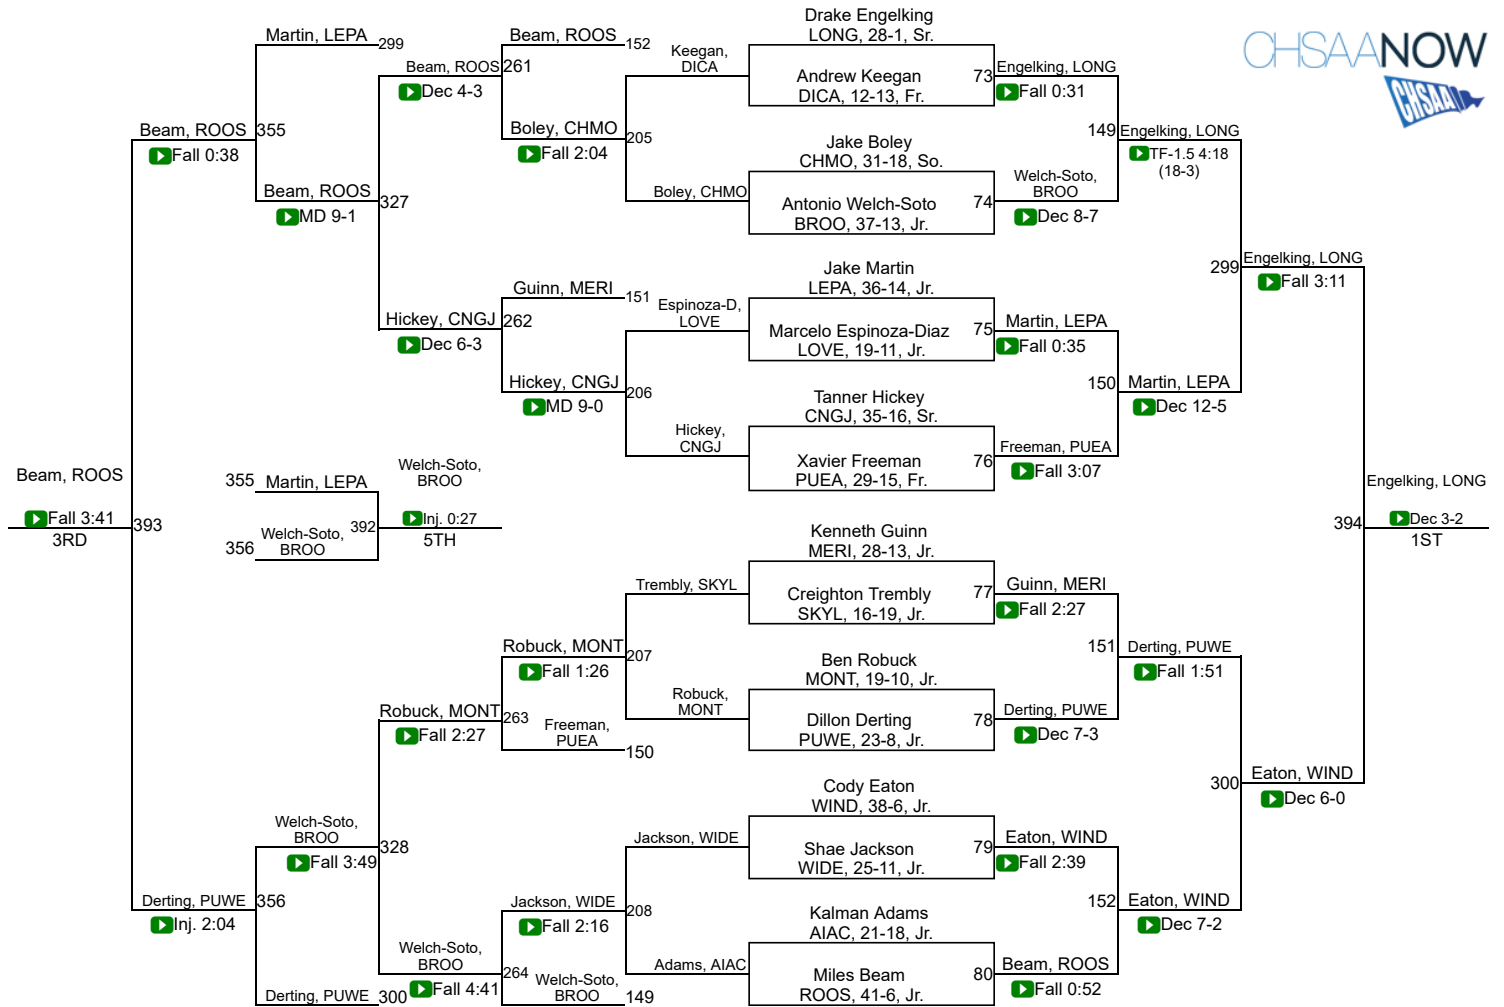 Drake Engelking
LONG, 28-1, Sr.
CHSAANOW
CHSAA
Martin, LEPA
299
Beam, ROOS
152
Keegan,
DICA
Beam, ROOS
261
Dec 4-3
Andrew Keegan
DICA, 12-13, Fr.
73
Engelking, LONG
Fall 0:31
Beam, ROOS
355
Fall 0:38
Boley, CHMO
205
Fall 2:04
Jake Boley
CHMO, 31-18, So.
149
Engelking, LONG
TF-1.5 4:18
(18-3)
Beam, ROOS
327
MD 9-1
Boley, CHMO
Antonio Welch-Soto
BROO, 37-13, Jr.
74
Welch-Soto,
BROO
Dec 8-7
Jake Martin
LEPA, 36-14, Jr.
299
Engelking, LONG
Fall 3:11
Guinn, MERI
151
Espinoza-D,
LOVE
Hickey, CNGJ
262
Dec 6-3
Marcelo Espinoza-Diaz
LOVE, 19-11, Jr.
75
Martin, LEPA
Fall 0:35
Hickey, CNGJ
206
MD 9-0
Tanner Hickey
CNGJ, 35-16, Sr.
150
Martin, LEPA
Dec 12-5
Hickey,
CNGJ
Xavier Freeman
PUEA, 29-15, Fr.
76
Freeman, PUEA
Fall 3:07
Beam, ROOS
Fall 3:41
3RD
393
355
Martin, LEPA
Welch-Soto,
BROO
356
Welch-Soto,
BROO
392
Inj. 0:27
5TH
Engelking, LONG
394
Dec 3-2
1ST
Kenneth Guinn
MERI, 28-13, Jr.
Trembly, SKYL
Creighton Trembly
SKYL, 16-19, Jr.
77
Guinn, MERI
Fall 2:27
Robuck, MONT
207
Fall 1:26
Ben Robuck
MONT, 19-10, Jr.
151
Derting, PUWE
Fall 1:51
Robuck,
MONT
Robuck, MONT
263
Fall 2:27
Freeman,
PUEA
150
Dillon Derting
PUWE, 23-8, Jr.
78
Derting, PUWE
Dec 7-3
Cody Eaton
WIND, 38-6, Jr.
300
Eaton, WIND
Dec 6-0
Welch-Soto,
BROO
328
Fall 3:49
Jackson, WIDE
Shae Jackson
WIDE, 25-11, Jr.
79
Eaton, WIND
Fall 2:39
Derting, PUWE
356
Inj. 2:04
Jackson, WIDE
208
Fall 2:16
Kalman Adams
AIAC, 21-18, Jr.
152
Eaton, WIND
Dec 7-2
Welch-Soto,
BROO
264
Fall 4:41
Adams, AIAC
Miles Beam
ROOS, 41-6, Jr.
80
Beam, ROOS
Fall 0:52
Derting, PUWE
300
Welch-Soto,
BROO
149